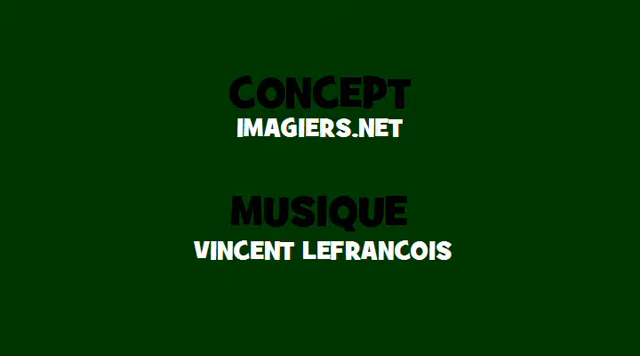 CONCEPT
IMAGIERS.NET
MUSIQUE
VINCENT LEFRANCOIS